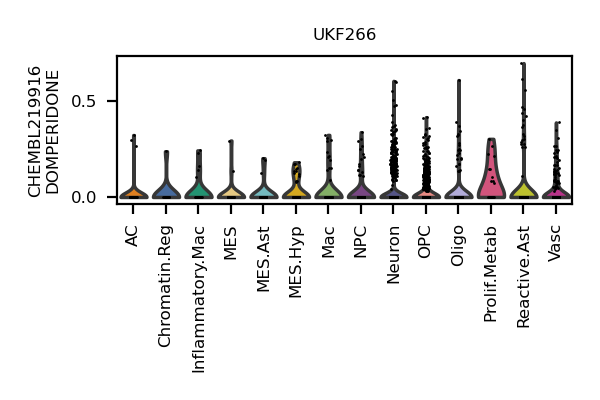 UKF266
CHEMBL219916
DOMPERIDONE
0.5
0.0
AC
Chromatin.Reg
Inflammatory.Mac
MES
MES.Ast
MES.Hyp
Mac
NPC
Neuron
OPC
Oligo
Prolif.Metab
Reactive.Ast
Vasc